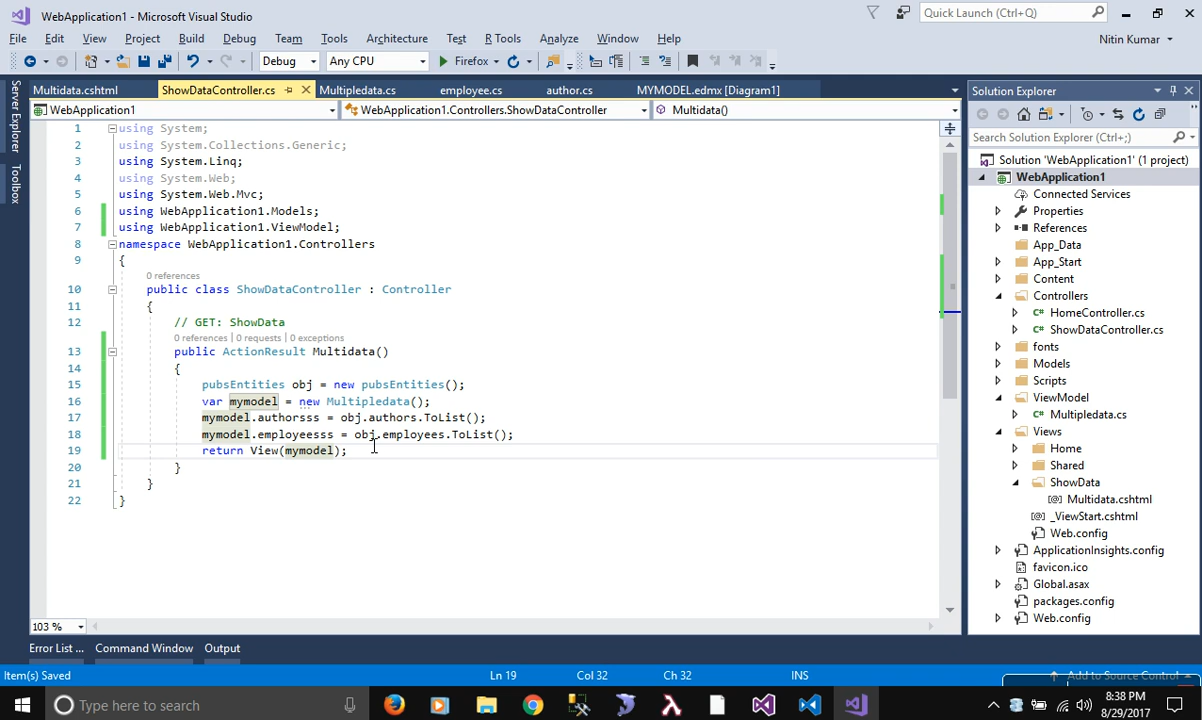 WebApplication1 - Microsoft Visual Studio
Quick Launch (Ctrl+Q)
File Edit View Project Build Debug Team Tools Architecture Test R Tools Analyze Window Help
Nitin Kumar
Debug Any CPU Firefox
Server Explorer
Toolbox
Multidata.cshtml ShowDataController.cs Multipledata.cs employee.cs author.cs MYMODEL.edmx [Diagram1]
WebApplication1 WebApplication1.Controllers.ShowDataController Multidata()
1 using System;
2 using System.Collections.Generic;
3 using System.Linq;
4 using System.Web;
5 using System.Web.Mvc;
6 using WebApplication1.Models;
7 using WebApplication1.ViewModel;
8 namespace WebApplication1.Controllers
9 {
0 references
10 public class ShowDataController : Controller
11 {
12 // GET: ShowData
0 references | 0 requests | 0 exceptions
13 public ActionResult Multidata()
14 {
15 pubsEntities obj = new pubsEntities();
16 var mymodel = new Multipledata();
17 mymodel.authorsss = obj.authors.ToList();
18 mymodel.employeesss = obj.employees.ToList();
19 return View(mymodel);
20 }
21 }
22 }
103 %
Solution Explorer
Search Solution Explorer (Ctrl+;)
Solution 'WebApplication1' (1 project)
WebApplication1
Connected Services
Properties
References
App_Data
App_Start
Content
Controllers
C# HomeController.cs
C# ShowDataController.cs
fonts
Models
Scripts
ViewModel
C# Multipledata.cs
Views
Home
Shared
ShowData
[@] Multidata.cshtml
[@] _ViewStart.cshtml
Web.config
ApplicationInsights.config
favicon.ico
Global.asax
packages.config
Web.config
Error List ... Command Window Output
Item(s) Saved Ln 19 Col 32 Ch 32 INS Add to Source Control
Type here to search
8:38 PM
8/29/2017